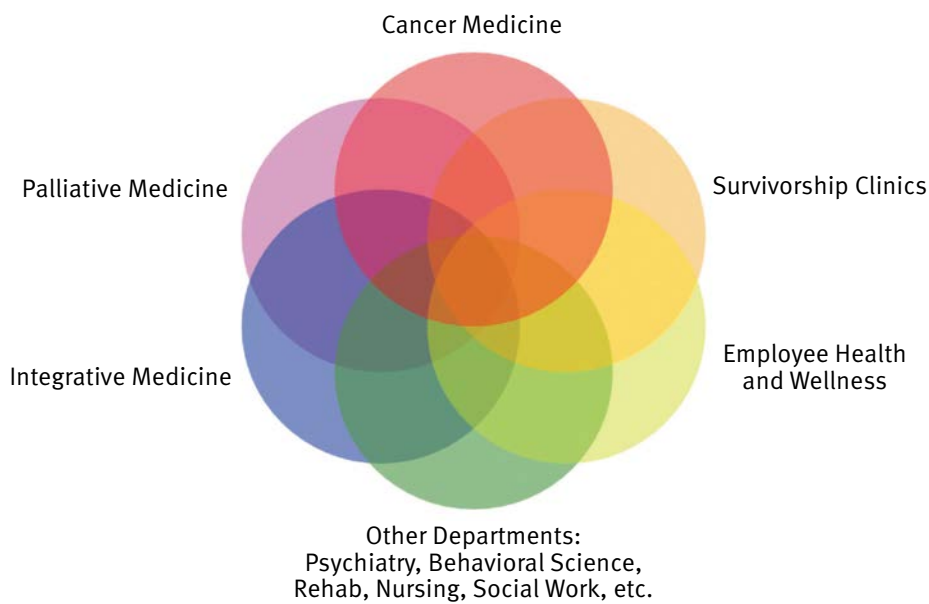 Cancer Medicine
Palliative Medicine
Survivorship Clinics
Integrative Medicine
Employee Health
and Wellness
Other Departments:
Psychiatry, Behavioral Science,
Rehab, Nursing, Social Work, etc.